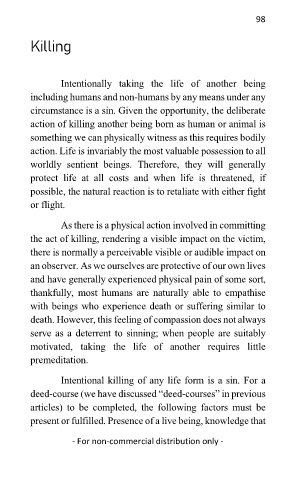 98
Killing
Intentionally taking the life of another being
including humans and non-humans by any means under any
circumstance is a sin. Given the opportunity, the deliberate
action of killing another being born as human or animal is
something we can physically witness as this requires bodily
action. Life is invariably the most valuable possession to all
worldly sentient beings. Therefore, they will generally
protect life at all costs and when life is threatened, if
possible, the natural reaction is to retaliate with either fight
or flight.
As there is a physical action involved in committing
the act of killing, rendering a visible impact on the victim,
there is normally a perceivable visible or audible impact on
an observer. As we ourselves are protective of our own lives
and have generally experienced physical pain of some sort,
thankfully, most humans are naturally able to empathise
with beings who experience death or suffering similar to
death. However, this feeling of compassion does not always
serve as a deterrent to sinning; when people are suitably
motivated, taking the life of another requires little
premeditation.
Intentional killing of any life form is a sin. For a
deed-course (we have discussed “deed-courses” in previous
articles) to be completed, the following factors must be
present or fulfilled. Presence of a live being, knowledge that
- For non-commercial distribution only -